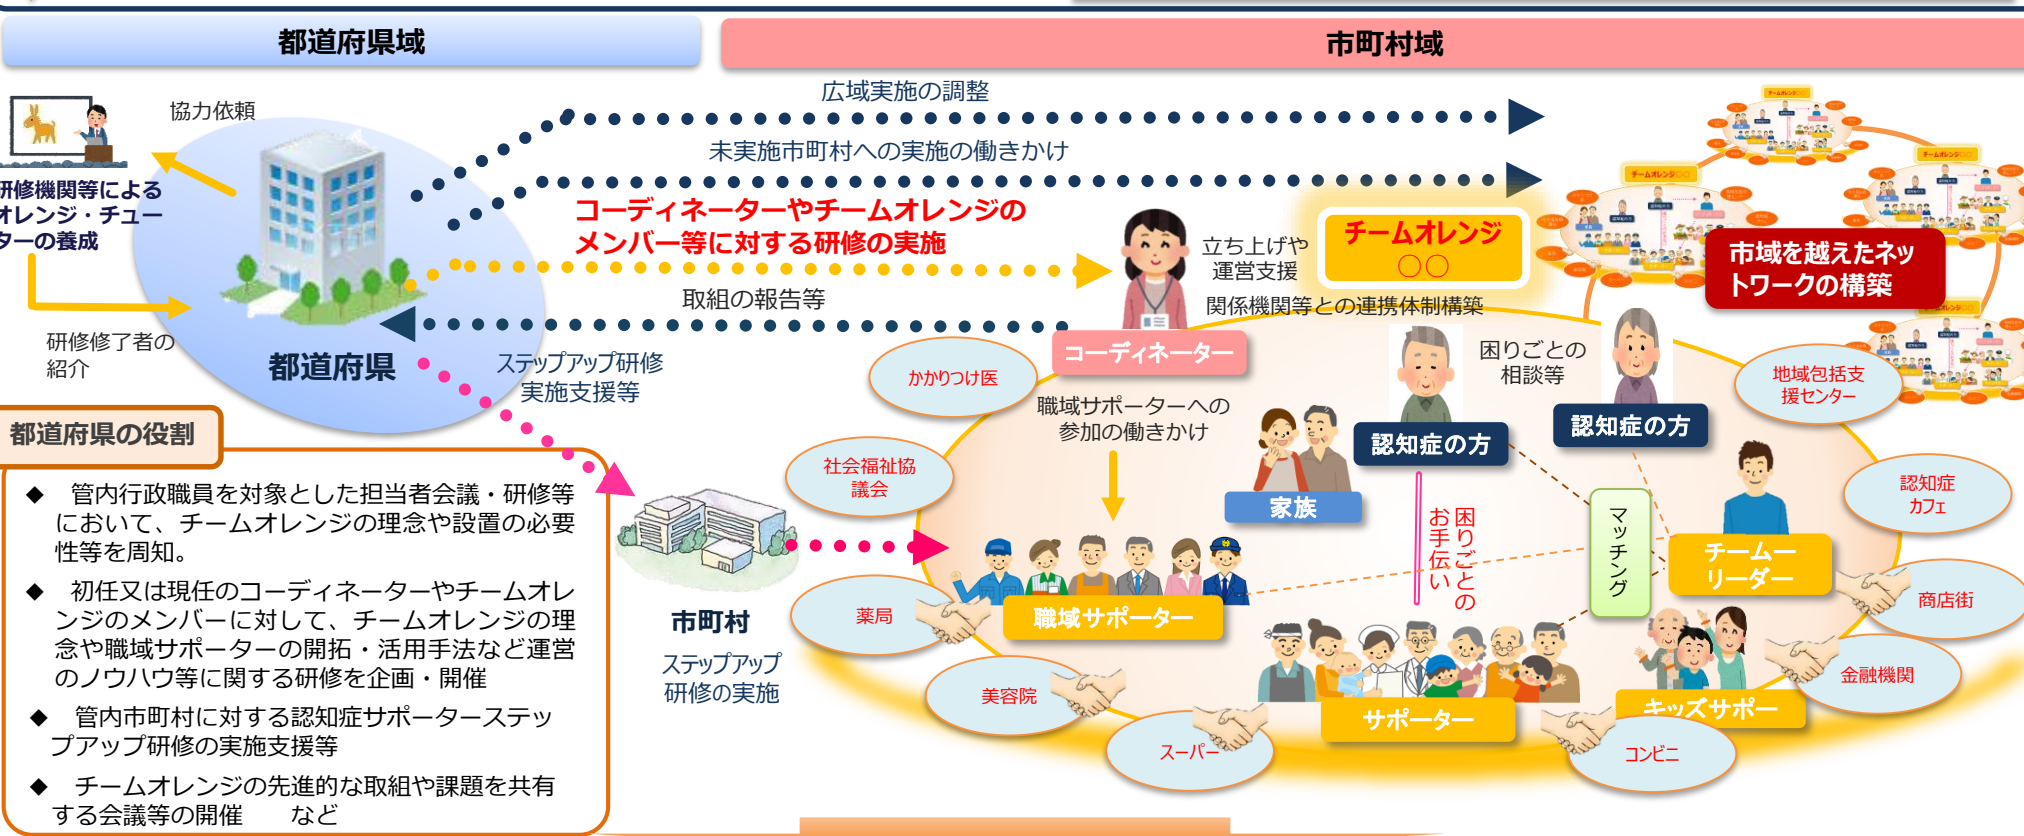 都道府県域
市町村域
協力依頼
広域実施の調整
未実施市町村への実施の働きかけ
研修機関等による
オレンジ・チュー
ターの養成
コーディネーターやチームオレンジの
メンバー等に対する研修の実施
取組の報告等
研修修了者の
紹介
都道府県
ステップアップ研修
実施支援等
立ち上げや
運営支援
チームオレンジ
〇〇
関係機関等との連携体制構築
市域を越えたネッ
トワークの構築
コーディネーター
困りごとの
相談等
かかりつけ医
地域包括支
援センター
職域サポーターへの
参加の働きかけ
認知症の方
認知症の方
都道府県の役割
◆ 管内行政職員を対象とした担当者会議・研修等
において、チームオレンジの理念や設置の必要
性等を周知。
◆ 初任又は現任のコーディネーターやチームオレ
ンジのメンバーに対して、チームオレンジの理
念や職域サポーターの開拓・活用手法など運営
のノウハウ等に関する研修を企画・開催
◆ 管内市町村に対する認知症サポーターステッ
プアップ研修の実施支援等
◆ チームオレンジの先進的な取組や課題を共有
する会議等の開催 など
社会福祉協
議会
家族
認知症
カフェ
困りごとの
お手伝い
マッチング
チームー
リーダー
市町村
ステップアップ
研修の実施
薬局
職域サポーター
商店街
美容院
金融機関
サポーター
キッズサポー
スーパー
コンビニ